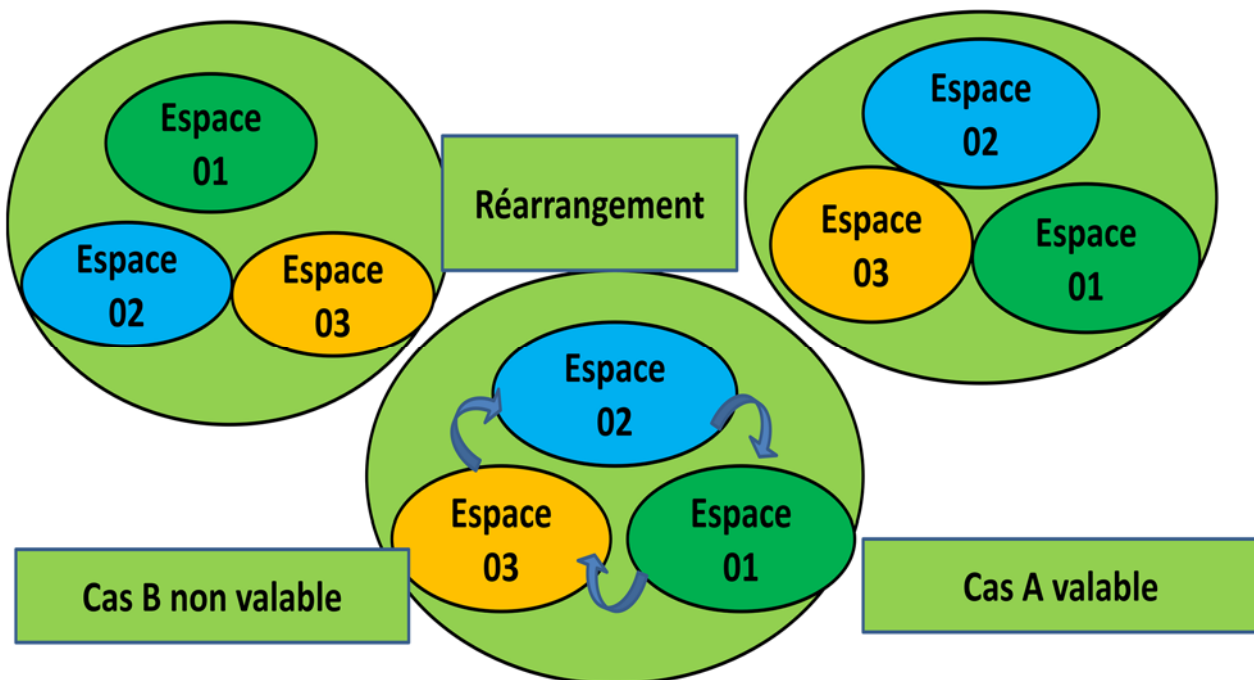 Espace
01
Espace
02
Espace
03
Réarrangement
Espace
02
Espace
03
Espace
01
Espace
02
Espace
03
Espace
01
Cas B non valable
Cas A valable